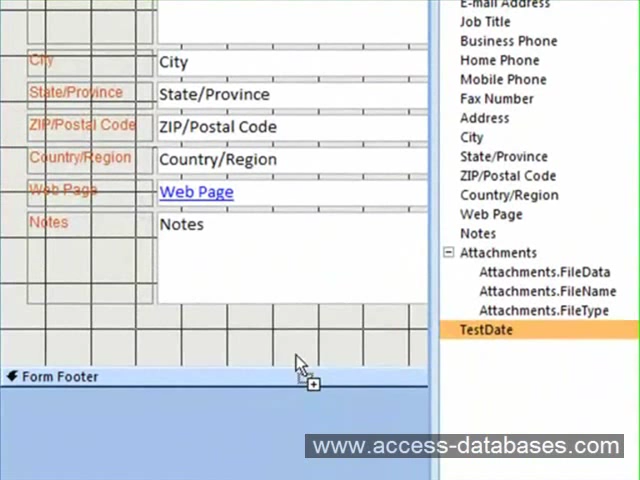 City
City
State/Province
State/Province
ZIP/Postal Code
ZIP/Postal Code
Country/Region
Country/Region
Web Page
Web Page
Notes
Notes
Form Footer
E-mail Address
Job Title
Business Phone
Home Phone
Mobile Phone
Fax Number
Address
City
State/Province
ZIP/Postal Code
Country/Region
Web Page
Notes
Attachments
Attachments.FileData
Attachments.FileName
Attachments.FileType
TestDate
www.access-databases.com